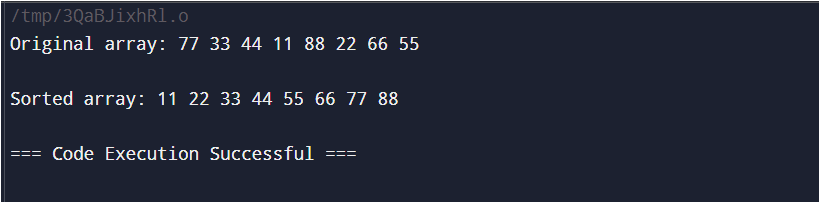 /tmp/3QaBJixhRl.o
Original array: 77 33 44 11 88 22 66 55
Sorted array: 11 22 33 44 55 66 77 88
=== Code Execution Successful ===